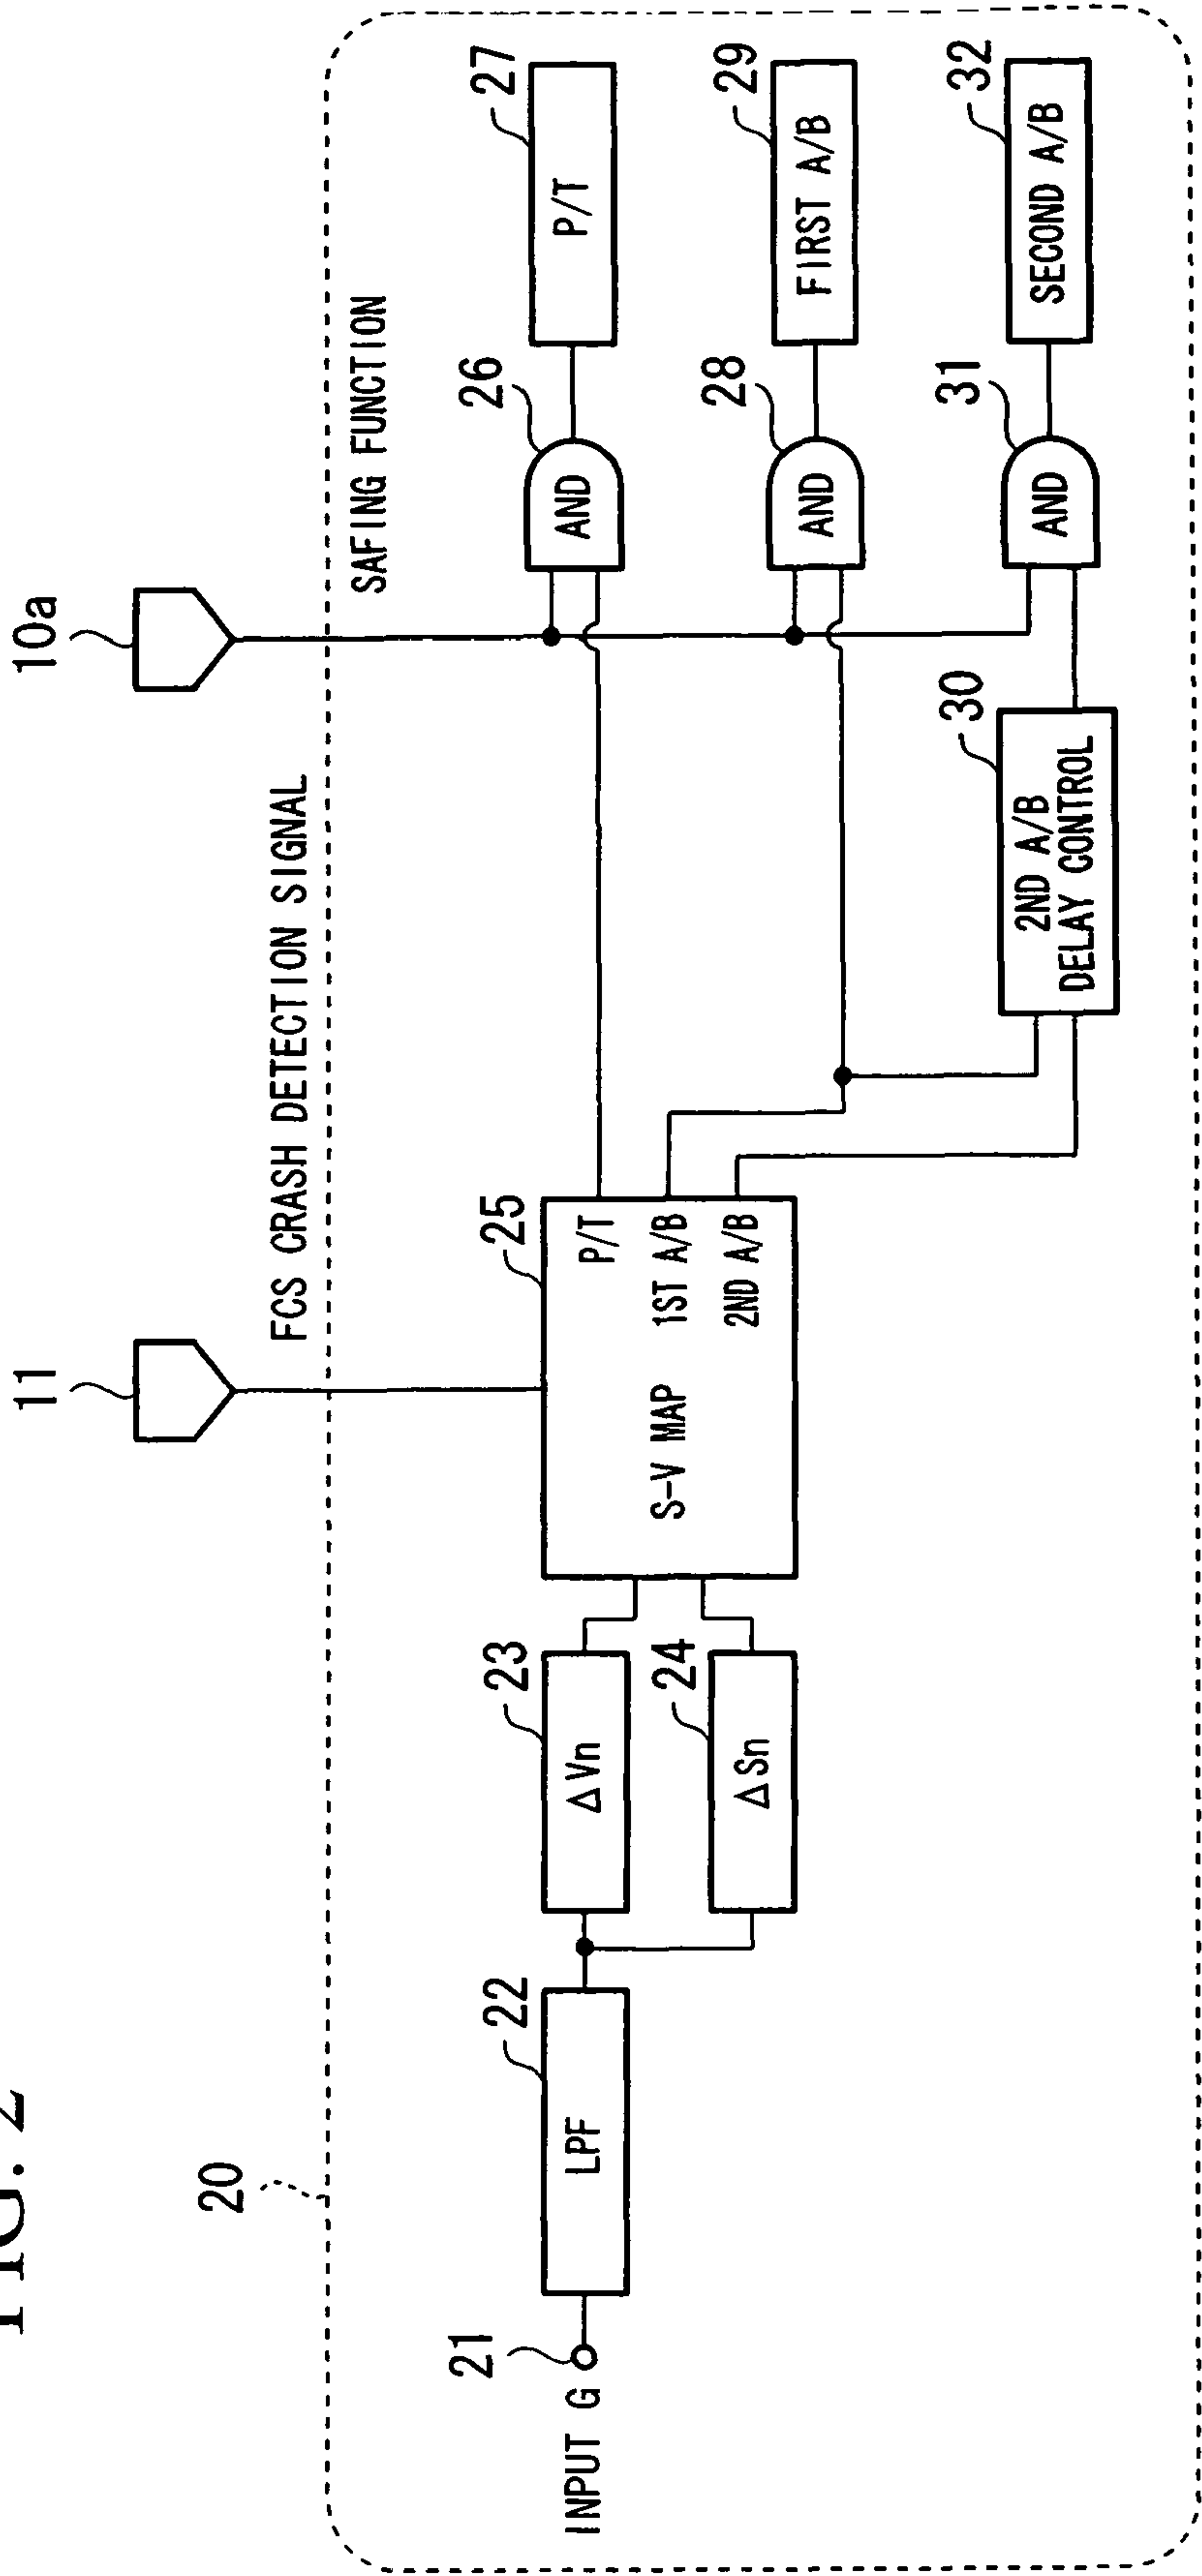 FIG. 2
20
11
10a
FCS CRASH DETECTION SIGNAL
SAFING FUNCTION
INPUT G
21
22
LPF
23
ΔVn
24
ΔSn
25
S-V MAP
P/T
1ST A/B
2ND A/B
26
AND
27
P/T
28
AND
29
FIRST A/B
30
2ND A/B
DELAY CONTROL
31
AND
32
SECOND A/B